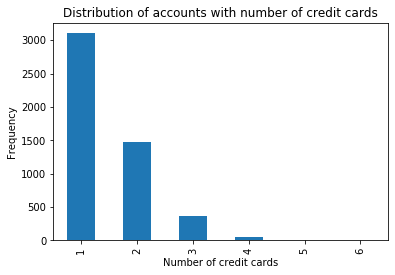 Distribution of accounts with number of credit cards
Frequency
3000
2500
2000
1500
1000
500
0
1 2 3 4 5 6
Number of credit cards